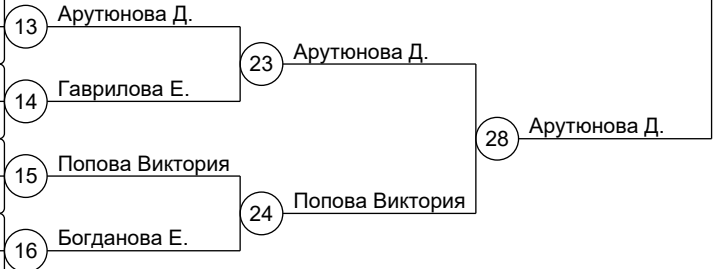 13 Арутюнова Д.
23 Арутюнова Д.
14 Гаврилова Е.
28 Арутюнова Д.
15 Попова Виктория
24 Попова Виктория
16 Богданова Е.